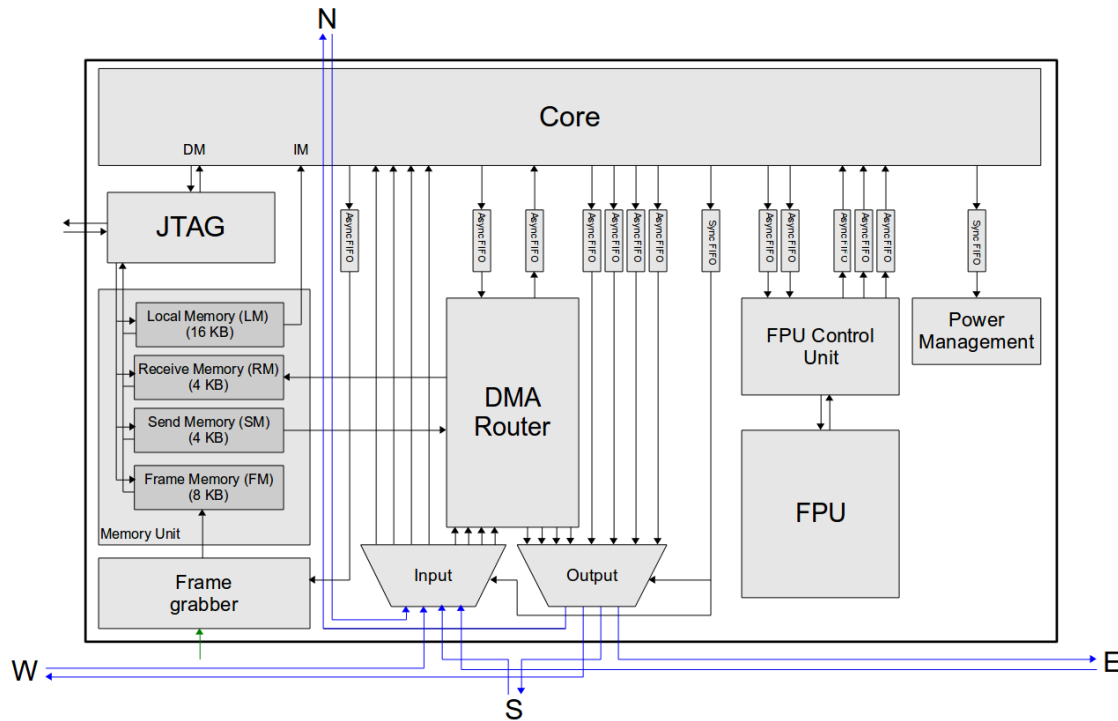 N
Core
DM
IM
JTAG
Async FIFO
Async FIFO
Async FIFO
Async FIFO
Async FIFO
Async FIFO
Async FIFO
Sync FIFO
Async FIFO
Async FIFO
Async FIFO
Async FIFO
Async FIFO
Sync FIFO
Local Memory (LM)
(16 KB)
Receive Memory (RM)
(4 KB)
Send Memory (SM)
(4 KB)
Frame Memory (FM)
(8 KB)
Memory Unit
DMA
Router
FPU Control
Unit
Power
Management
FPU
Frame
grabber
Input
Output
W
S
E